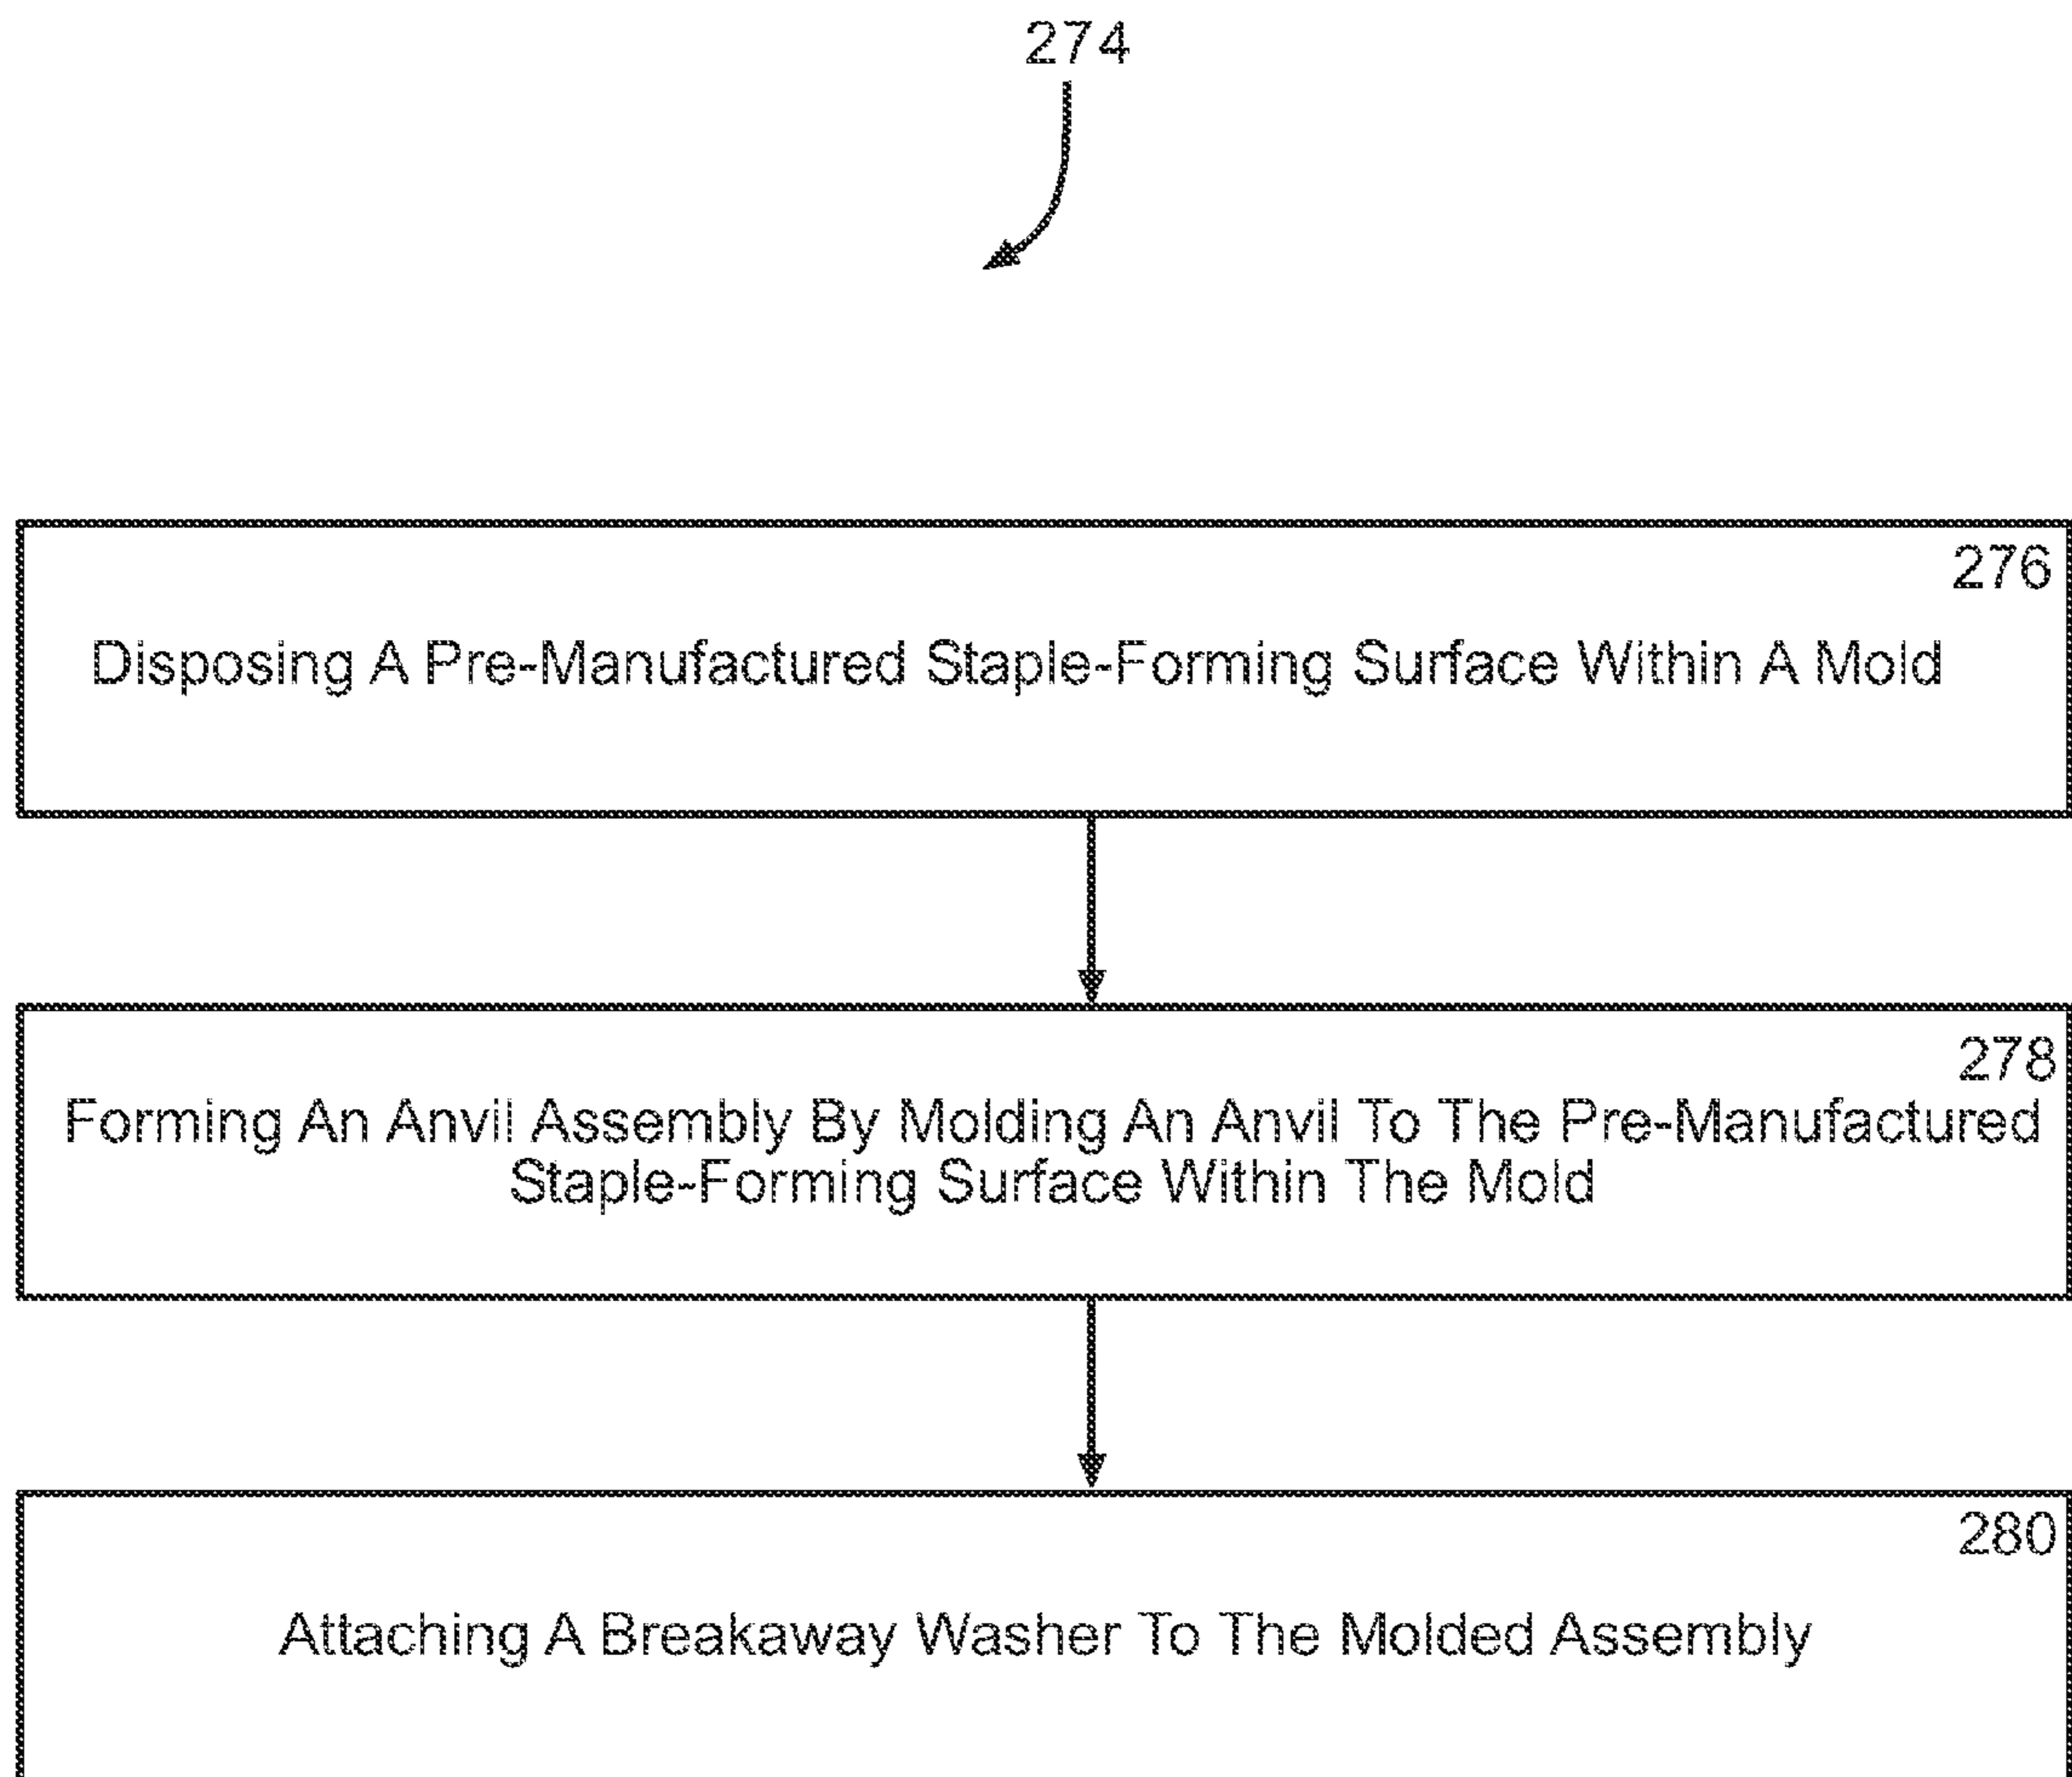 274
276
Disposing A Pre-Manufactured Staple-Forming Surface Within A Mold
278
Forming An Anvil Assembly By Molding An Anvil To The Pre-Manufactured
Staple-Forming Surface Within The Mold
280
Attaching A Breakaway Washer To The Molded Assembly